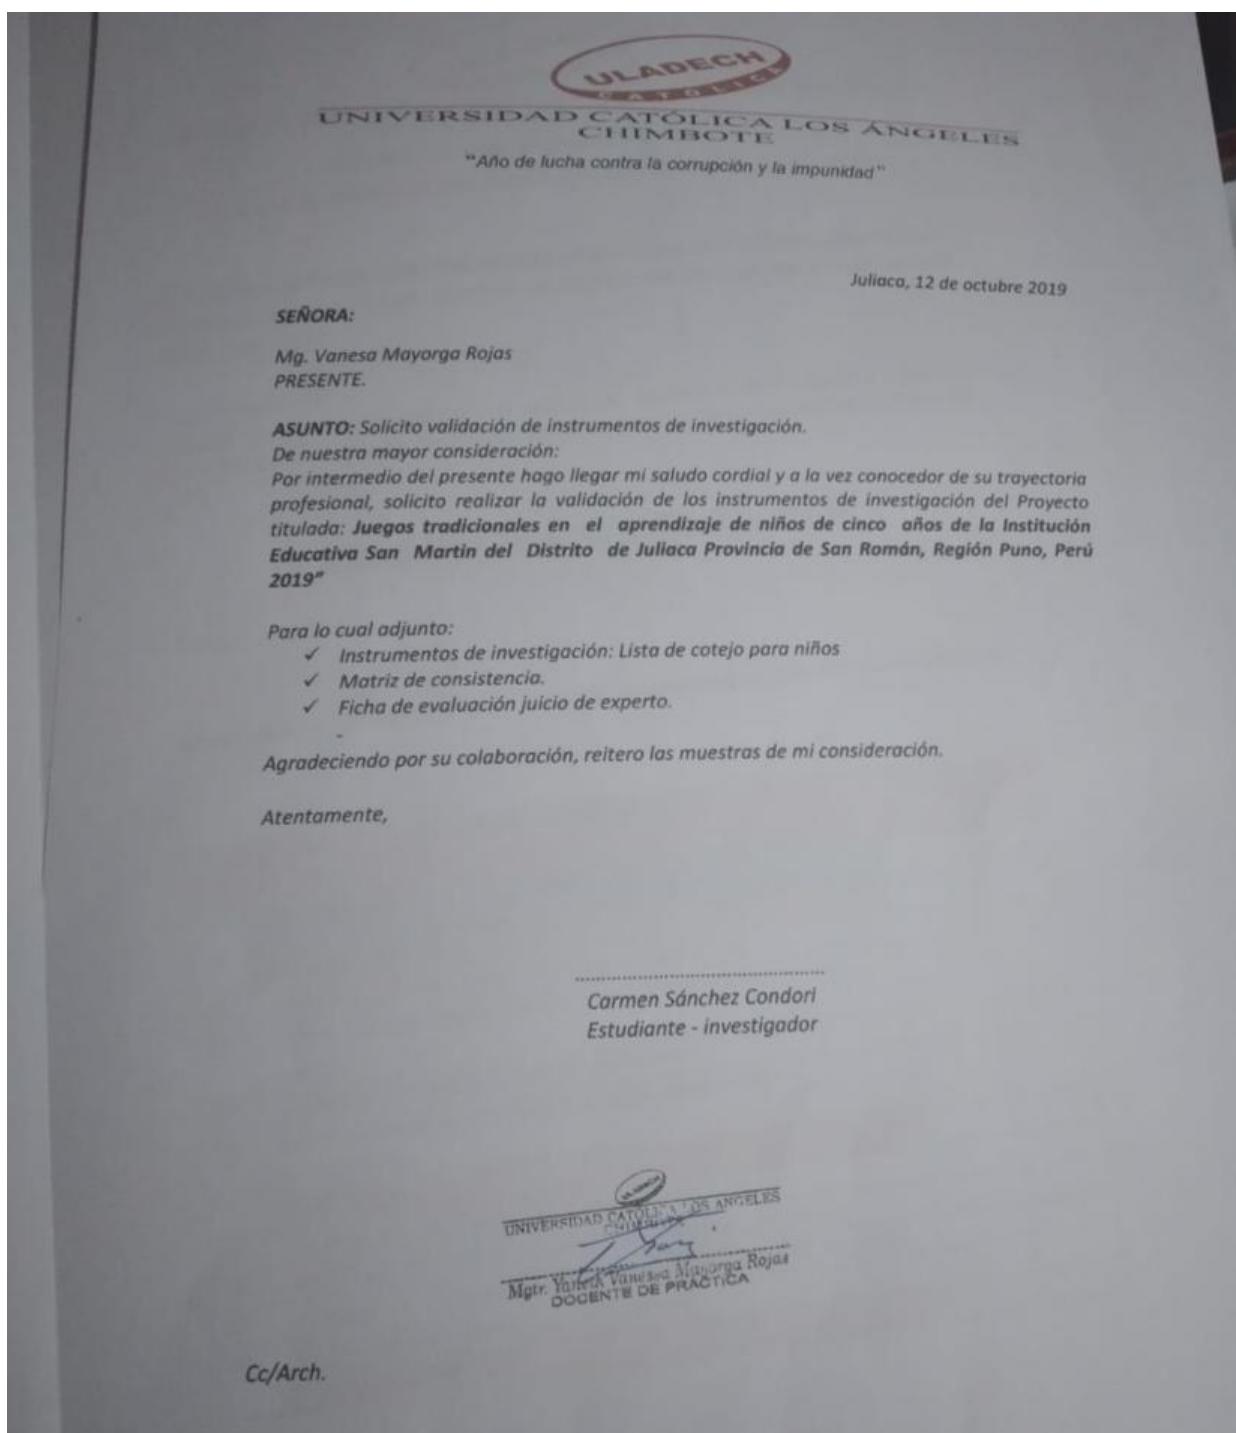 ULADECH
CATÓLICA
UNIVERSIDAD CATÓLICA LOS ÁNGELES
CHIMBOTE
"Año de lucha contra la corrupción y la impunidad"
Juliaca, 12 de octubre 2019
SEÑORA:
Mg. Vanesa Mayorga Rojas
PRESENTE.
ASUNTO: Solicito validación de instrumentos de investigación.
De nuestra mayor consideración:
Por intermedio del presente hago llegar mi saludo cordial y a la vez conocedor de su trayectoria
profesional, solicito realizar la validación de los instrumentos de investigación del Proyecto
titulada: Juegos tradicionales en el aprendizaje de niños de cinco años de la Institución
Educativa San Martin del Distrito de Juliaca Provincia de San Román, Región Puno, Perú
2019"
Para lo cual adjunto:
✓ Instrumentos de investigación: Lista de cotejo para niños
✓ Matriz de consistencia.
✓ Ficha de evaluación juicio de experto.
-
Agradeciendo por su colaboración, reitero las muestras de mi consideración.
Atentamente,
Carmen Sánchez Condori
Estudiante - investigador
ULADECH
UNIVERSIDAD CATÓLICA LOS ANGELES
CHIMBOTE
Mgtr. Vanessa Mayorga Rojas
DOCENTE DE PRÁCTICA
Cc/Arch.